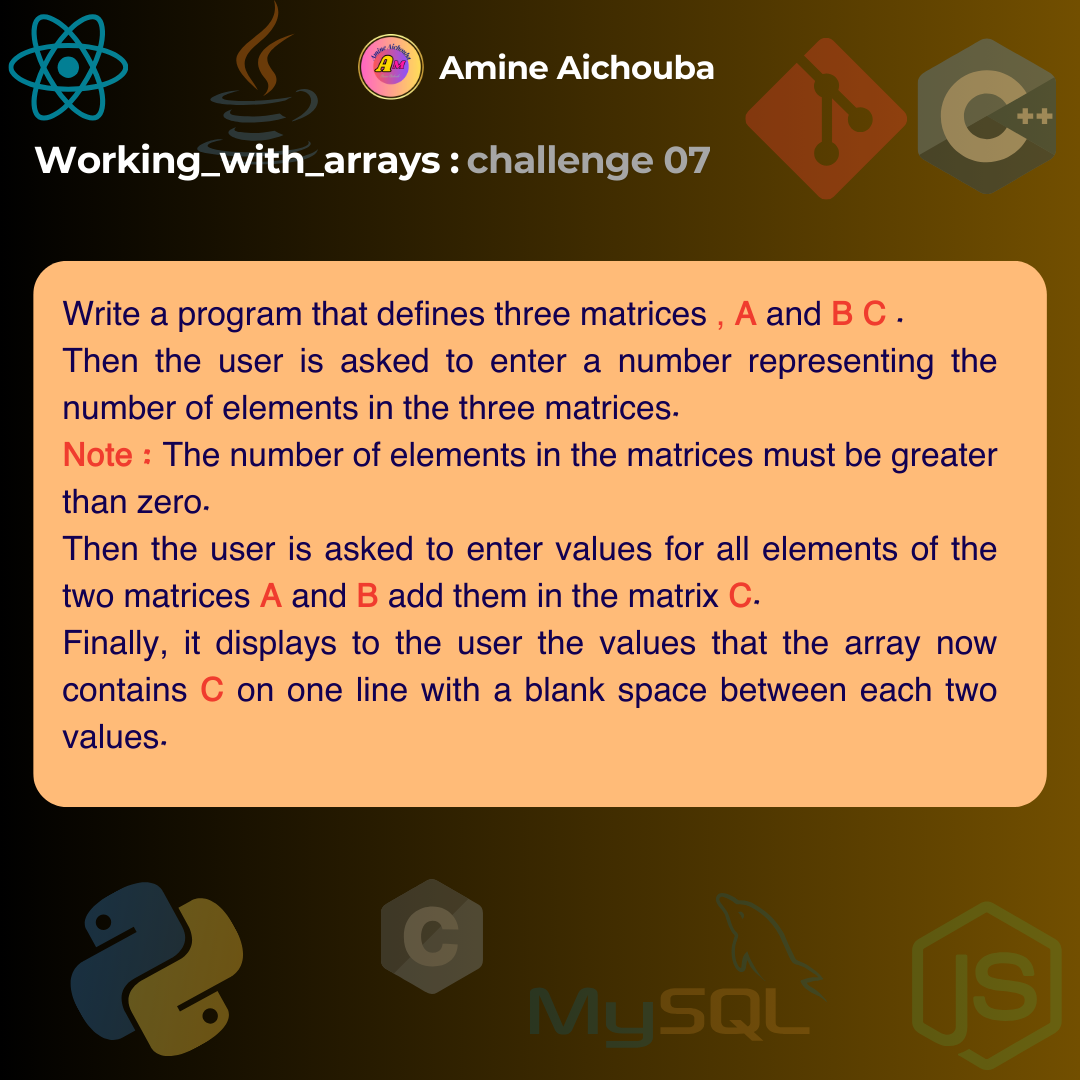 Amine Aichouba
Working_with_arrays : challenge 07
Write a program that defines three matrices , A and B C .
Then the user is asked to enter a number representing the
number of elements in the three matrices.
Note : The number of elements in the matrices must be greater
than zero.
Then the user is asked to enter values for all elements of the
two matrices A and B add them in the matrix C.
Finally, it displays to the user the values that the array now
contains C on one line with a blank space between each two
values.
C++
C
MySQL
JS